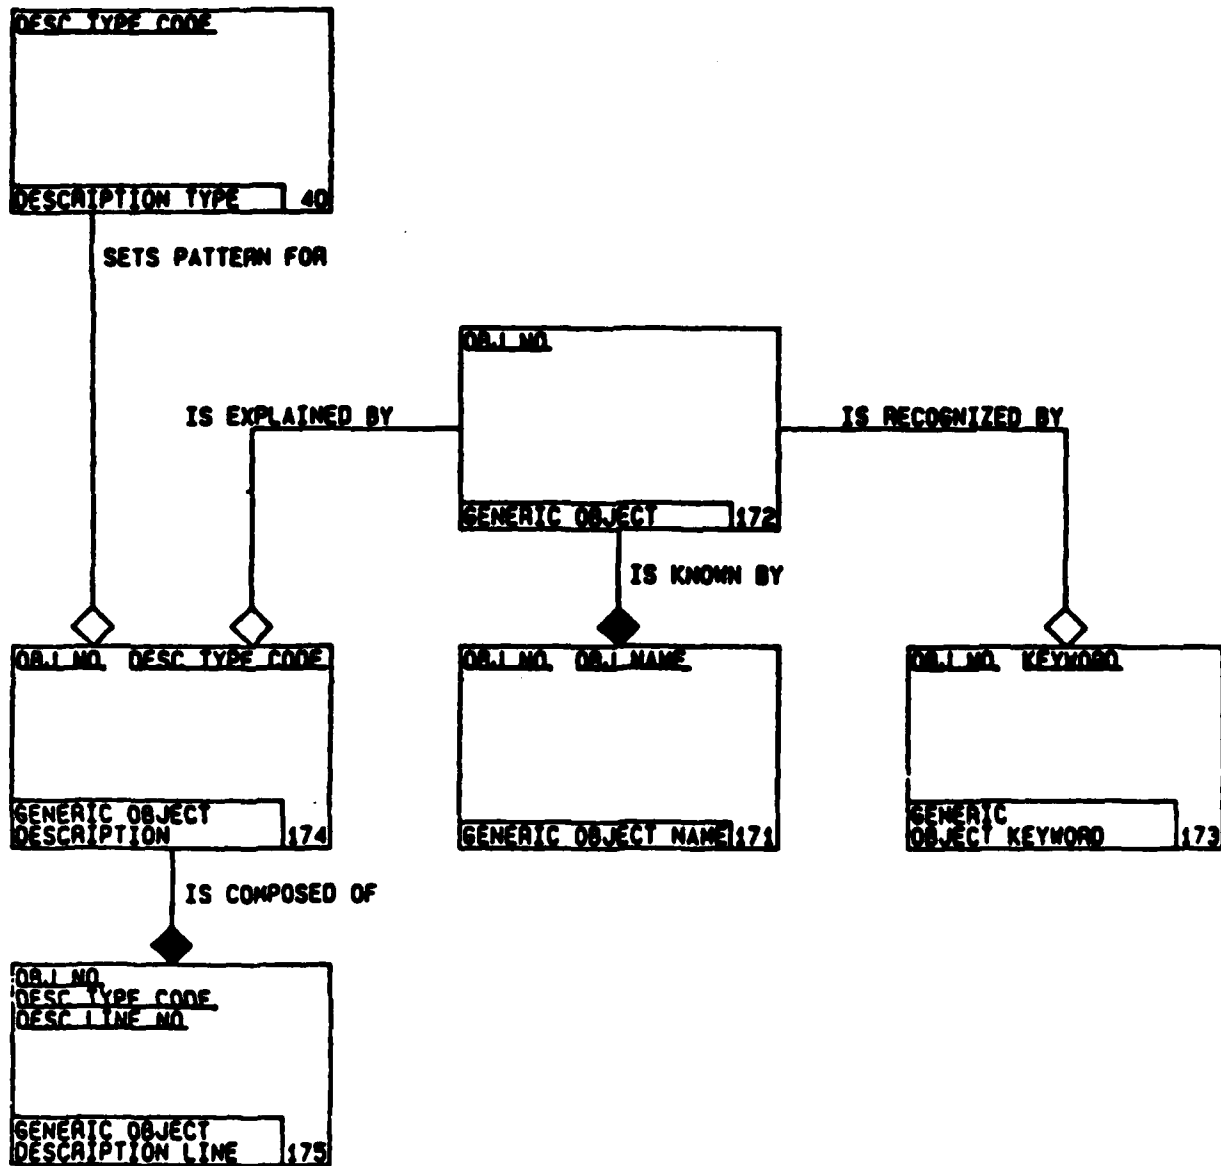 DESC TYPE CODE
DESCRIPTION TYPE 40
SETS PATTERN FOR
OBJ NO
IS EXPLAINED BY
IS RECOGNIZED BY
GENERIC OBJECT 172
IS KNOWN BY
OBJ NO DESC TYPE CODE
OBJ NO OBJ NAME
OBJ NO KEYWORD
GENERIC OBJECT
DESCRIPTION 174
GENERIC OBJECT NAME 171
GENERIC
OBJECT KEYWORD 173
IS COMPOSED OF
OBJ NO
DESC TYPE CODE
DESC LINE NO
GENERIC OBJECT
DESCRIPTION LINE 175